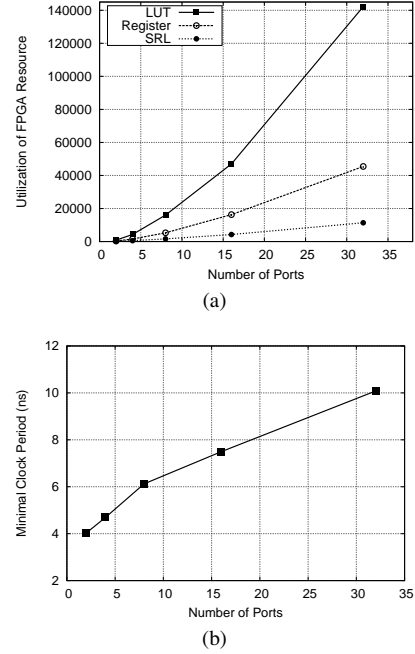 LUT
Register
SRL
140000
120000
100000
80000
60000
40000
20000
0
0 5 10 15 20 25 30 35
Utilization of FPGA Resource
Number of Ports
(a)
12
10
8
6
4
2
0 5 10 15 20 25 30 35
Minimal Clock Period (ns)
Number of Ports
(b)